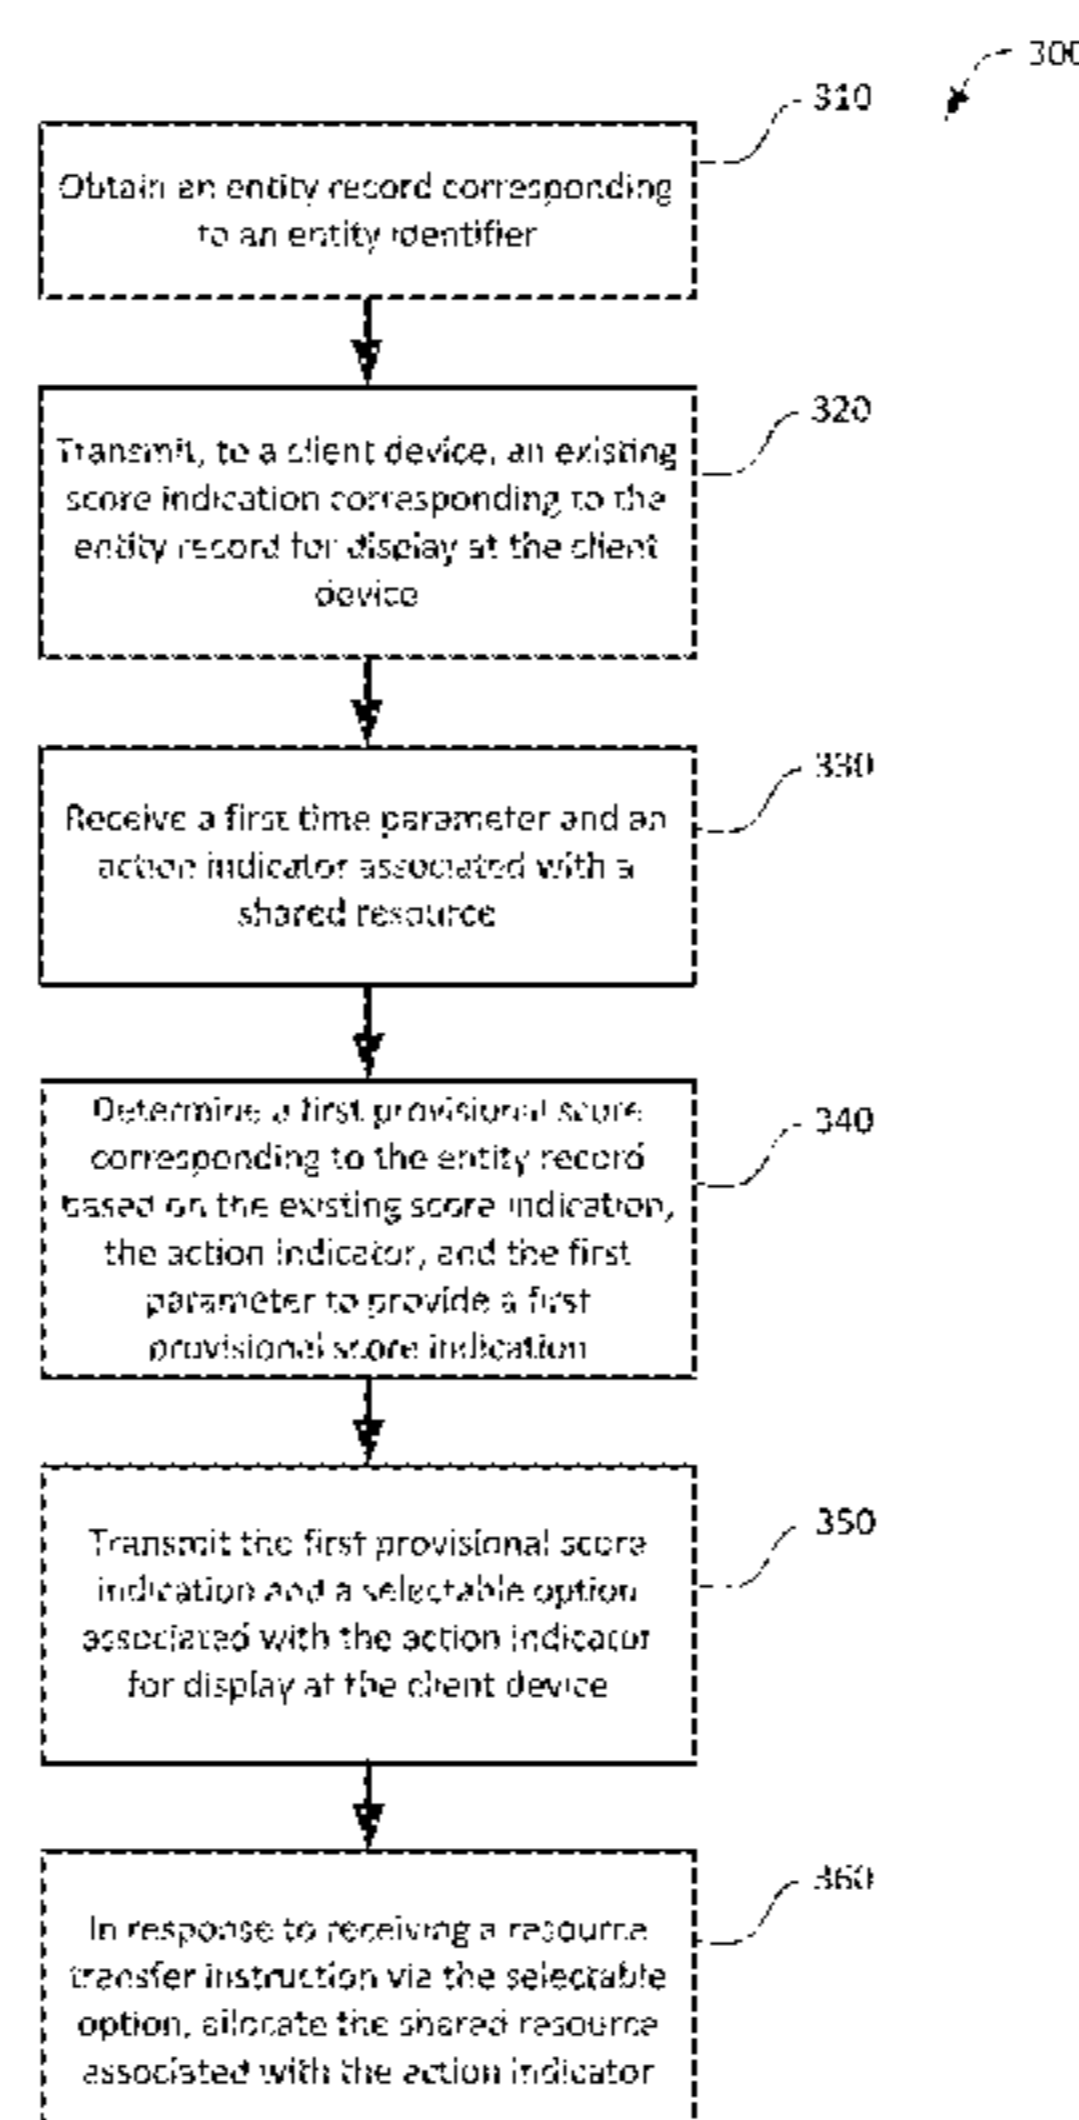 300
310
Obtain an entity record corresponding
to an entity identifier
320
Transmit, to a client device, an existing
score indication corresponding to the
entity record for display at the client
device
330
Receive a first time parameter and an
action indicator associated with a
shared resource
340
Determine a first provisional score
corresponding to the entity record
based on the existing score indication,
the action indicator, and the first
parameter to provide a first
provisional score indication
350
Transmit the first provisional score
indication and a selectable option
associated with the action indicator
for display at the client device
360
In response to receiving a resource
transfer instruction via the selectable
option, allocate the shared resource
associated with the action indicator